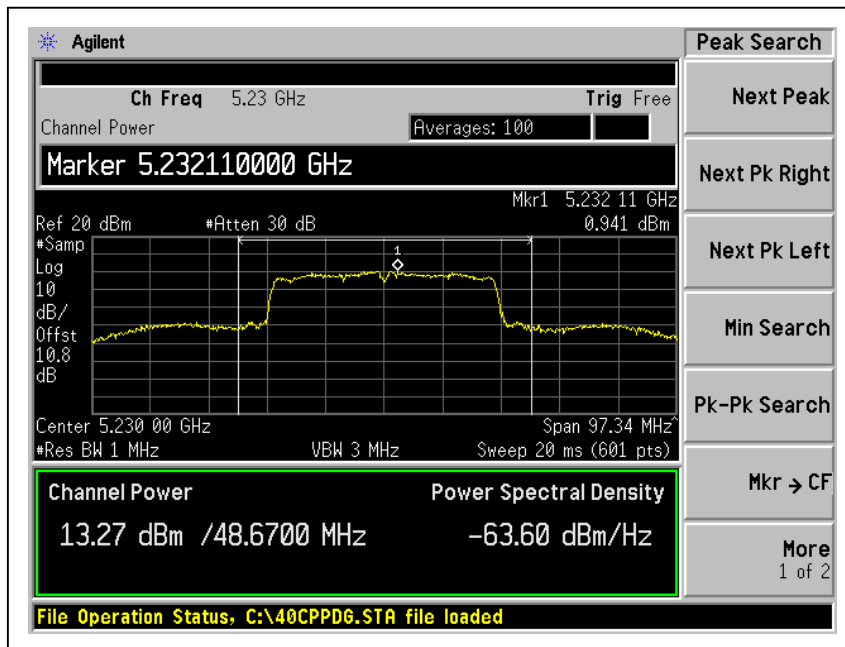 Agilent
Peak Search
Ch Freq 5.23 GHz Trig Free
Channel Power Averages: 100
Marker 5.232110000 GHz
Mkr1 5.232 11 GHz
Ref 20 dBm #Atten 30 dB 0.941 dBm
#Samp
Log
10
dB/
Offst
10.8
dB
1
Center 5.230 00 GHz Span 97.34 MHz^
#Res BW 1 MHz VBW 3 MHz Sweep 20 ms (601 pts)
Channel Power Power Spectral Density
13.27 dBm /48.6700 MHz -63.60 dBm/Hz
File Operation Status, C:\40CPPDG.STA file loaded
Next Peak
Next Pk Right
Next Pk Left
Min Search
Pk-Pk Search
Mkr → CF
More
1 of 2